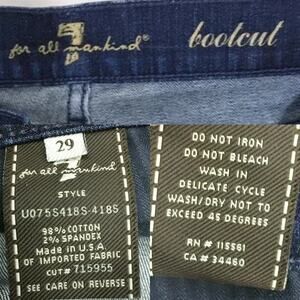 7
for all mankind®
bootcut
29
7
for all mankind
STYLE
U075S418S-418S
98% COTTON
2% SPANDEX
Made in U.S.A.
OF IMPORTED FABRIC
CUT# 715955
SEE CARE ON REVERSE
DO NOT IRON
DO NOT BLEACH
WASH IN
DELICATE CYCLE
WASH/DRY NOT TO
EXCEED 45 DEGREES
RN # 115561
CA # 34460